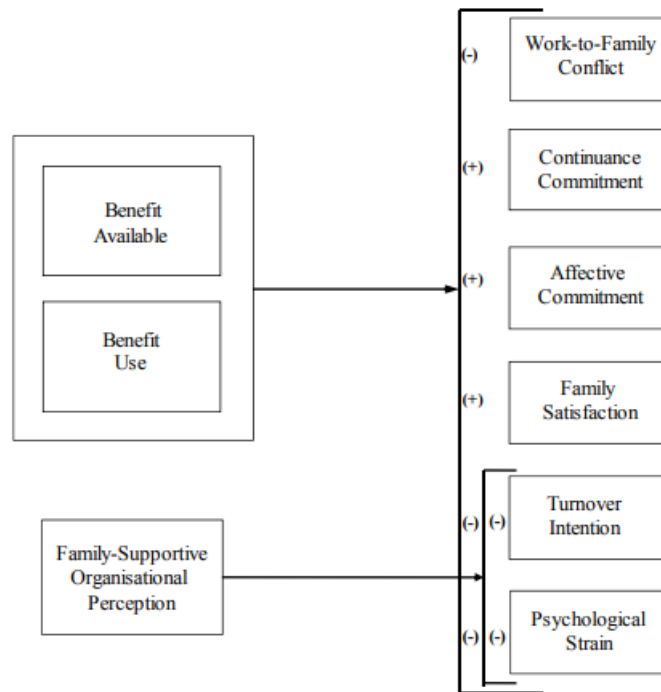 (-)
Work-to-Family
Conflict
(+)
Continuance
Commitment
Benefit
Available
(+)
Affective
Commitment
Benefit
Use
(+)
Family
Satisfaction
(-) (-)
Turnover
Intention
Family-Supportive
Organisational
Perception
(-) (-)
Psychological
Strain